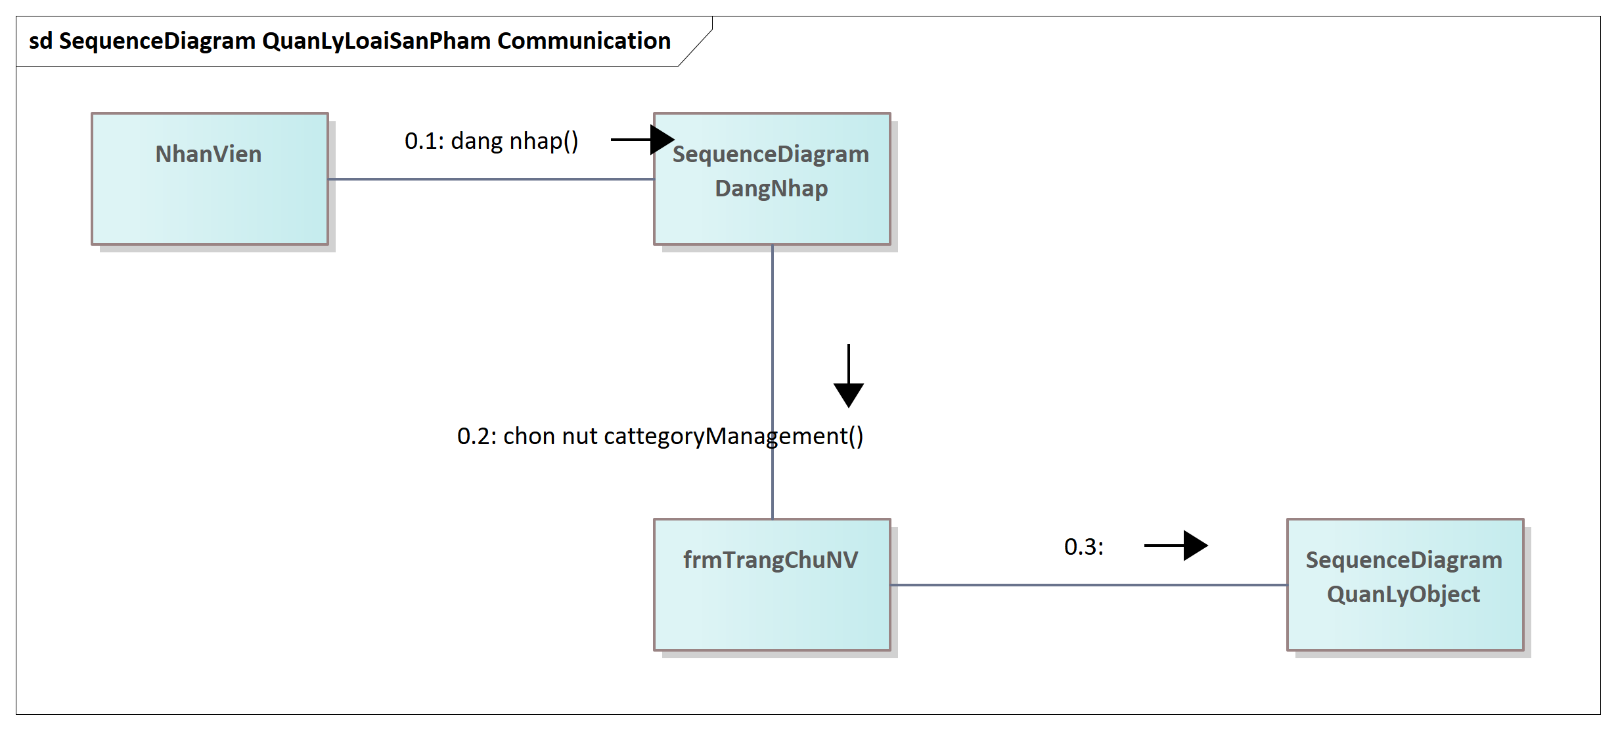 sd SequenceDiagram QuanLyLoaiSanPham Communication
NhanVien
0.1: dang nhap()
SequenceDiagram
DangNhap
0.2: chon nut cattegoryManagement()
frmTrangChuNV
0.3:
SequenceDiagram
QuanLyObject